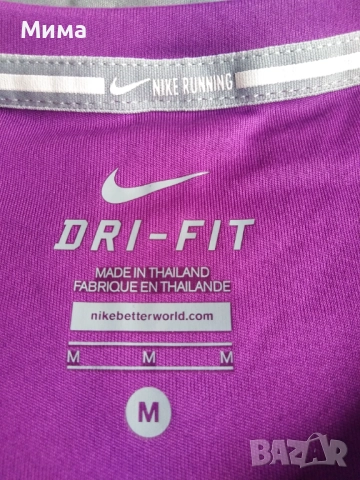 Мима
NIKE RUNNING
DRI-FIT
MADE IN THAILAND
FABRIQUE EN THAILANDE
nikebetterworld.com
M M M
M
BAZAR